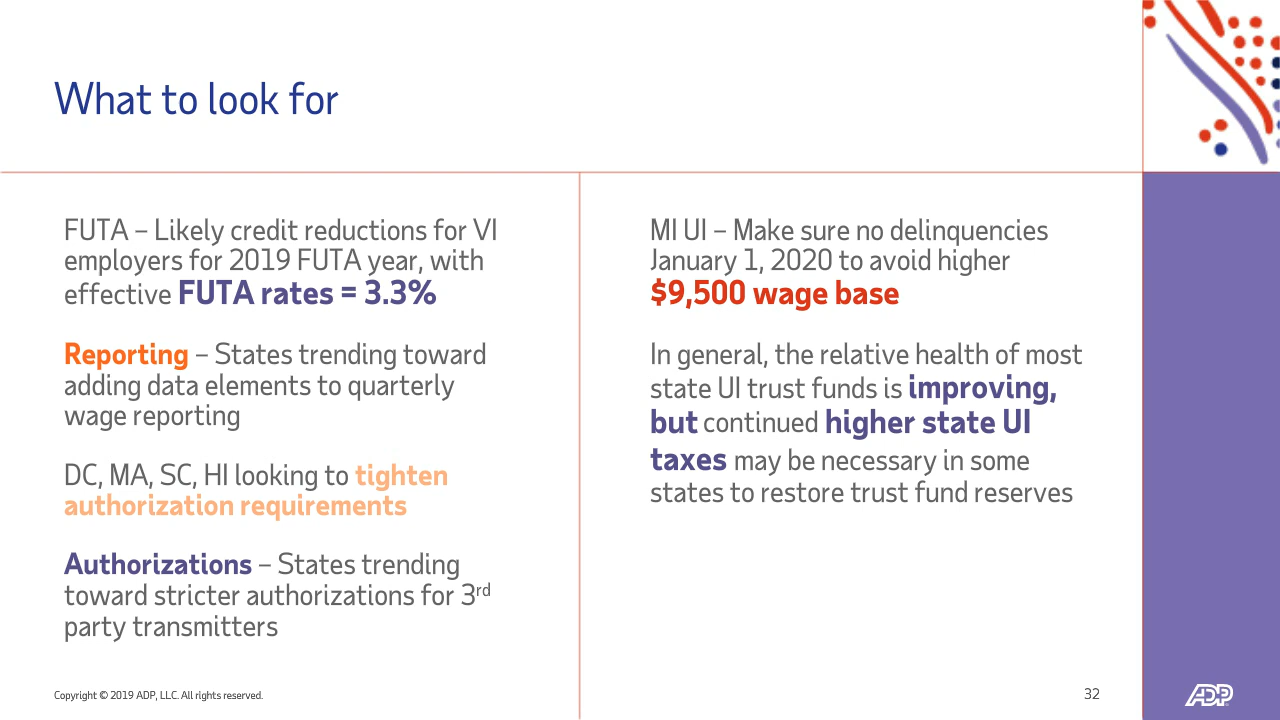 What to look for
FUTA – Likely credit reductions for VI
employers for 2019 FUTA year, with
effective FUTA rates = 3.3%
Reporting – States trending toward
adding data elements to quarterly
wage reporting
DC, MA, SC, HI looking to tighten
authorization requirements
Authorizations – States trending
toward stricter authorizations for 3rd
party transmitters
MI UI – Make sure no delinquencies
January 1, 2020 to avoid higher
$9,500 wage base
In general, the relative health of most
state UI trust funds is improving,
but continued higher state UI
taxes may be necessary in some
states to restore trust fund reserves
Copyright © 2019 ADP, LLC. All rights reserved.
32
ADP